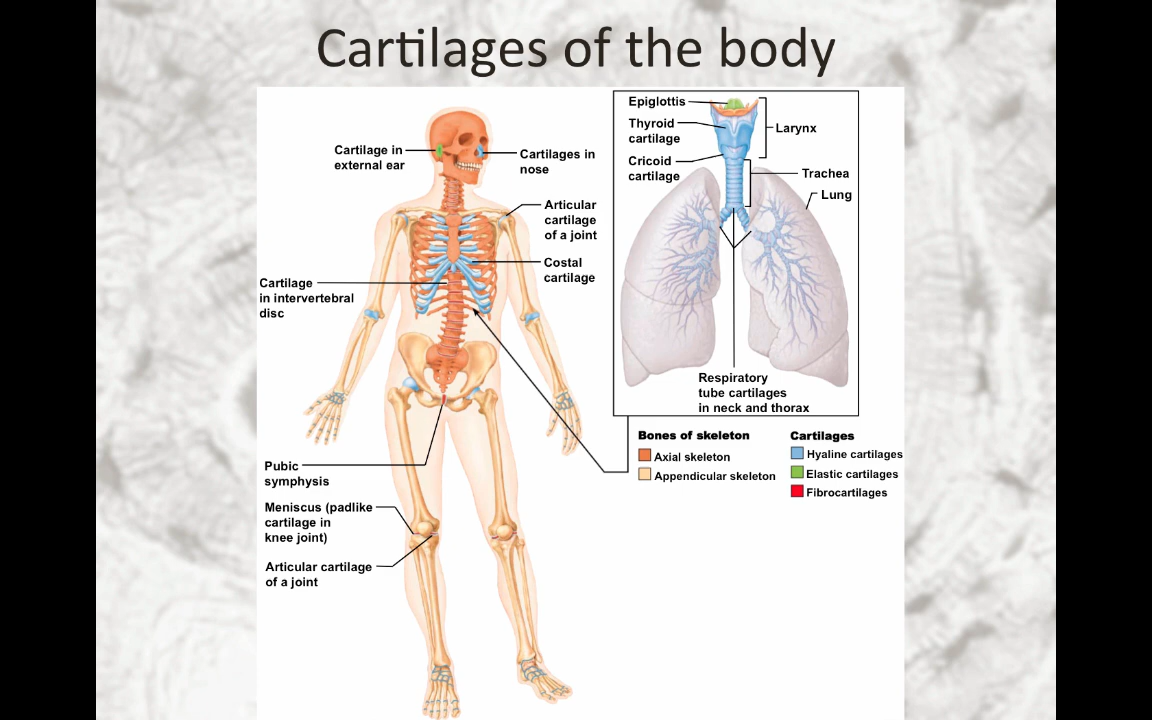 Cartilages of the body
Cartilage in
external ear
Cartilages in
nose
Articular
cartilage
of a joint
Costal
cartilage
Cartilage
in intervertebral
disc
Pubic
symphysis
Meniscus (padlike
cartilage in
knee joint)
Articular cartilage
of a joint
Epiglottis
Thyroid
cartilage
Cricoid
cartilage
Larynx
Trachea
Lung
Respiratory
tube cartilages
in neck and thorax
Bones of skeleton
Axial skeleton
Appendicular skeleton
Cartilages
Hyaline cartilages
Elastic cartilages
Fibrocartilages